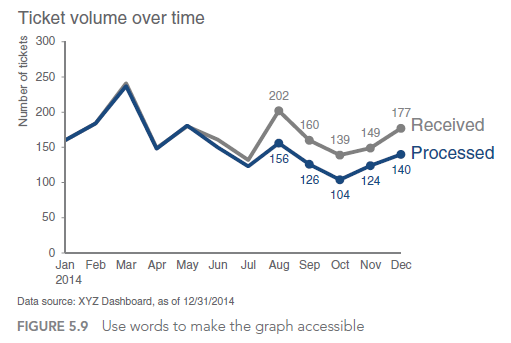 Ticket volume over time
Number of tickets
300
250
200
150
100
50
0
202
160
139
149
177
Received
156
126
104
124
140
Processed
Jan Feb Mar Apr May Jun Jul Aug Sep Oct Nov Dec
2014
Data source: XYZ Dashboard, as of 12/31/2014
FIGURE 5.9 Use words to make the graph accessible